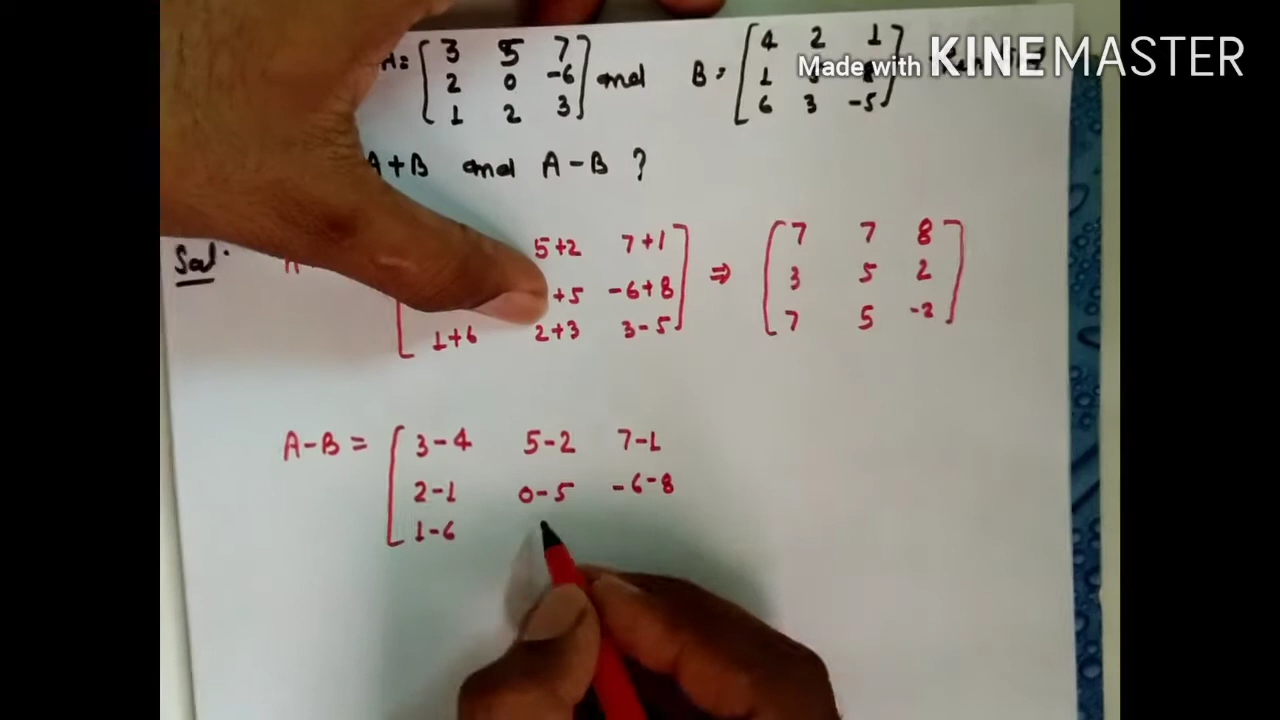 A= [ 3 5 7 ] and B = [ 4 2 1 ]
2 0 -6 1
1 2 3 6 3 -5
Made with KINEMASTER
A+B and A-B ?
Sol.
5+2 7+1 ] ⇒ [ 7 7 8 ]
+5 -6+8 3 5 2
1+6 2+3 3-5 7 5 -2
A-B = [ 3-4 5-2 7-1
2-1 0-5 -6-8
1-6